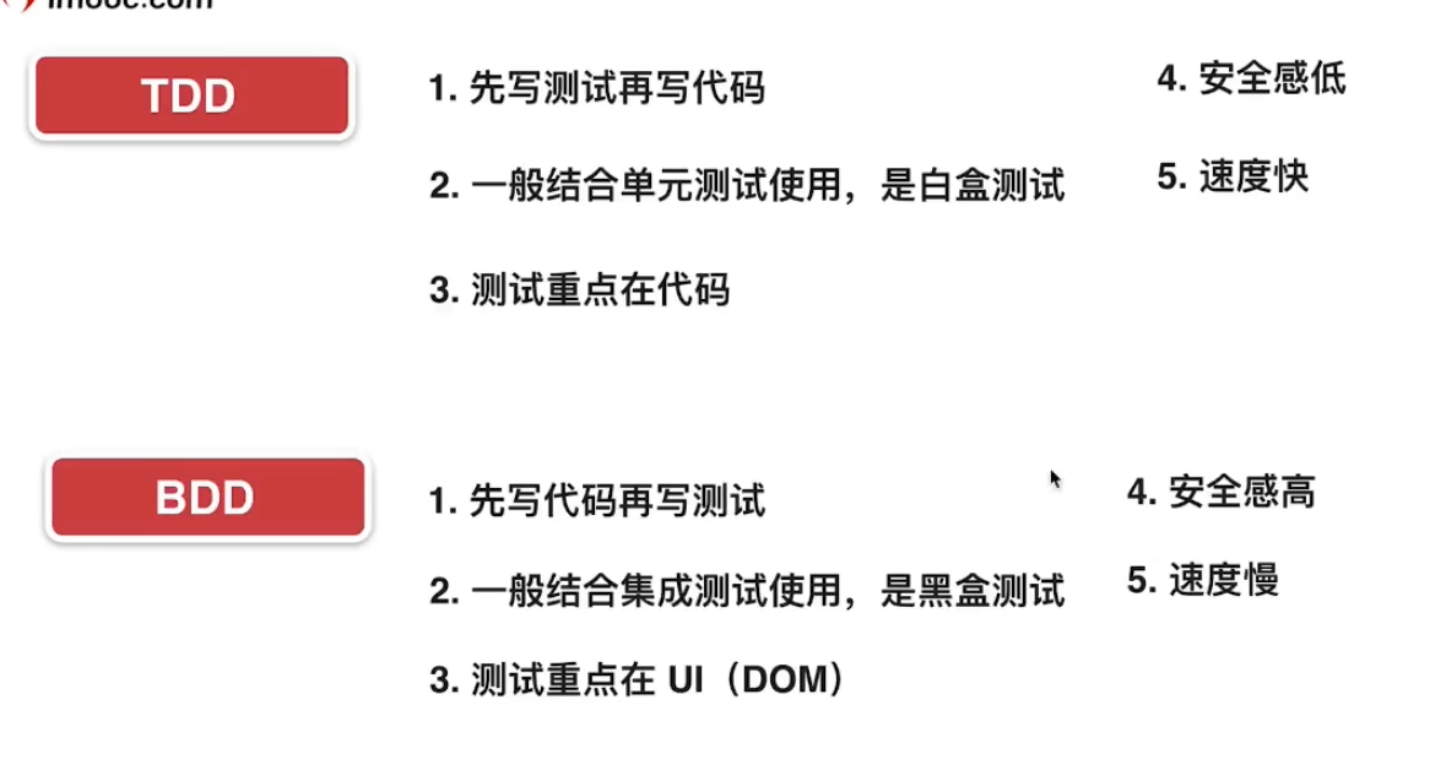 imooc.com
TDD
1. 先写测试再写代码
2. 一般结合单元测试使用，是白盒测试
3. 测试重点在代码
4. 安全感低
5. 速度快
BDD
1. 先写代码再写测试
2. 一般结合集成测试使用，是黑盒测试
3. 测试重点在 UI（DOM）
4. 安全感高
5. 速度慢